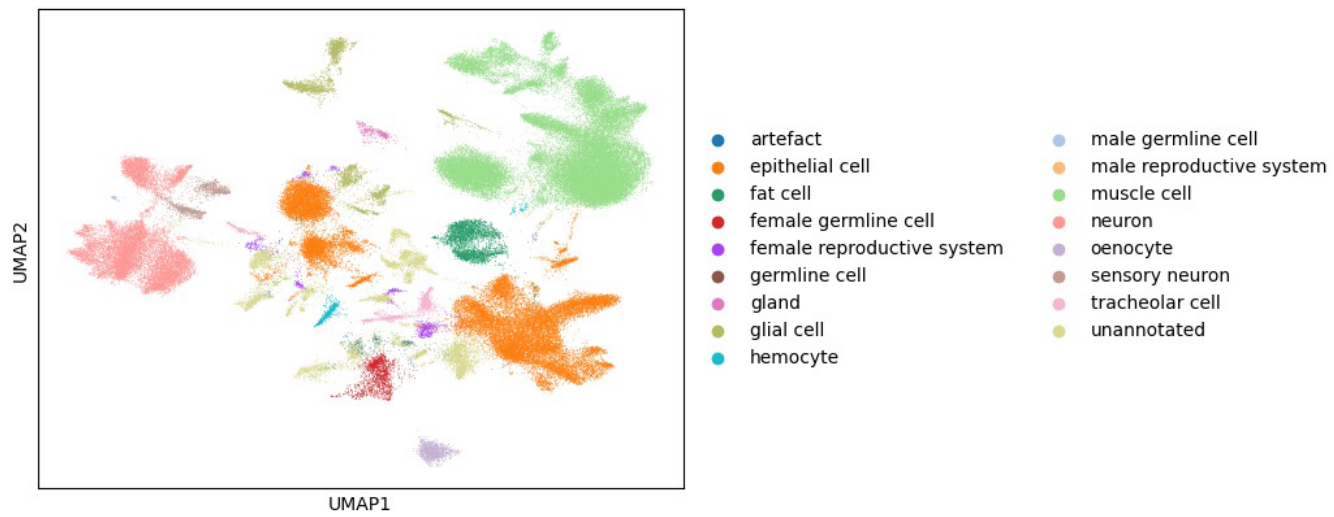 UMAP2
UMAP1
artefact
epithelial cell
fat cell
female germline cell
female reproductive system
germline cell
gland
glial cell
hemocyte
male germline cell
male reproductive system
muscle cell
neuron
oenocyte
sensory neuron
tracheolar cell
unannotated